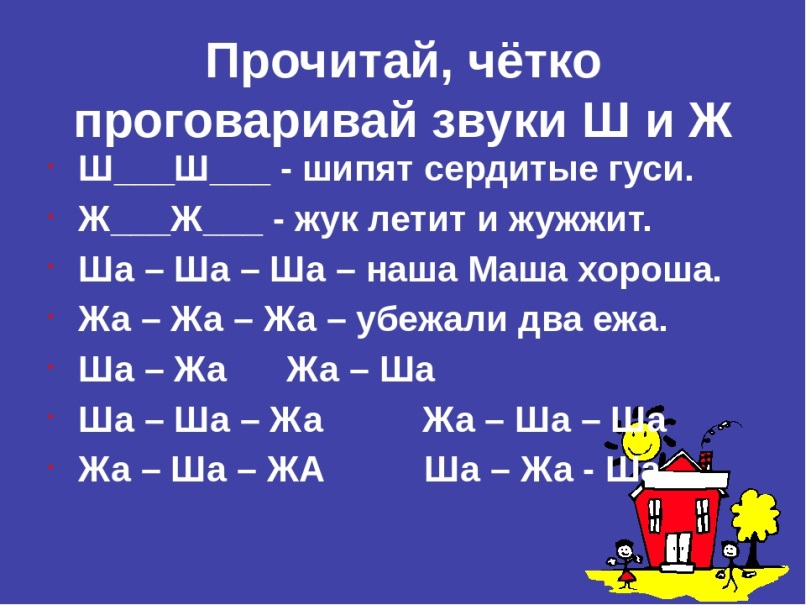 Прочитай, чётко
проговаривай звуки Ш и Ж
Ш___Ш___ - шипят сердитые гуси.
Ж___Ж___ - жук летит и жужжит.
Ша – Ша – Ша – наша Маша хороша.
Жа – Жа – Жа – убежали два ежа.
Ша – Жа Жа – Ша
Ша – Ша – Жа Жа – Ша – Ша
Жа – Ша – ЖА Ша – Жа - Ша